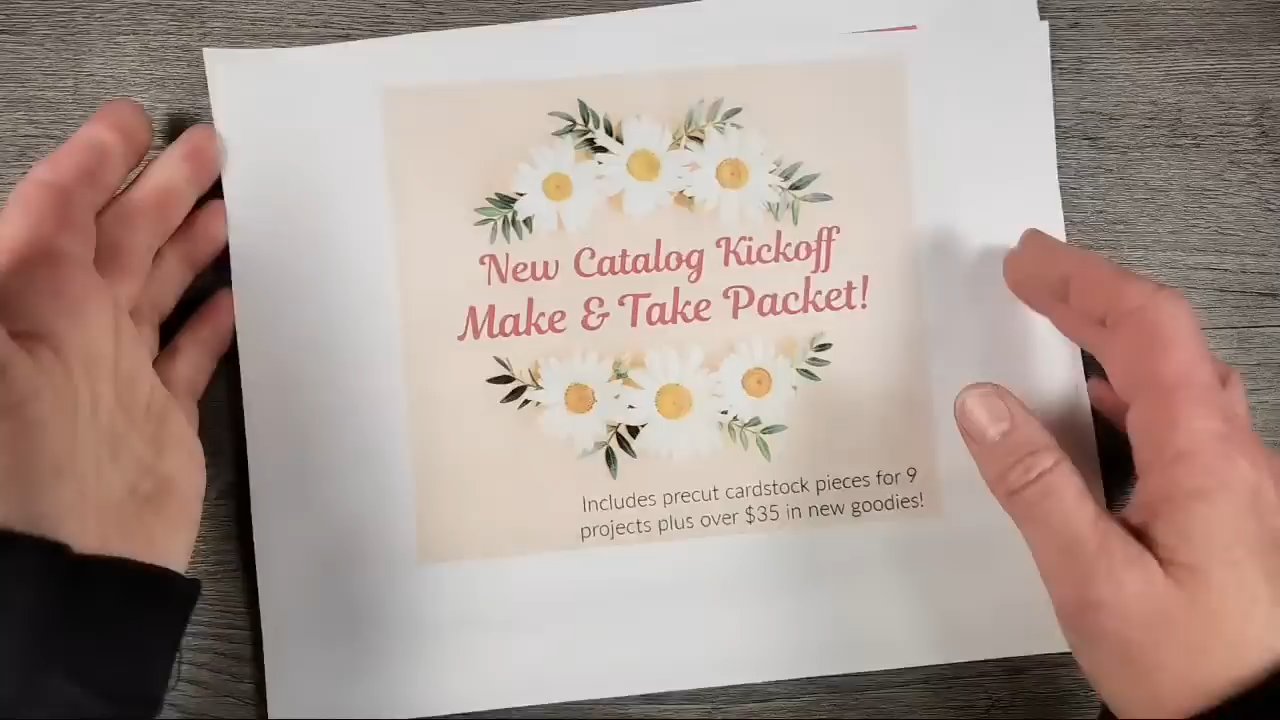 New Catalog Kickoff
Make & Take Packet!
Includes precut cardstock pieces for 9
projects plus over $35 in new goodies!